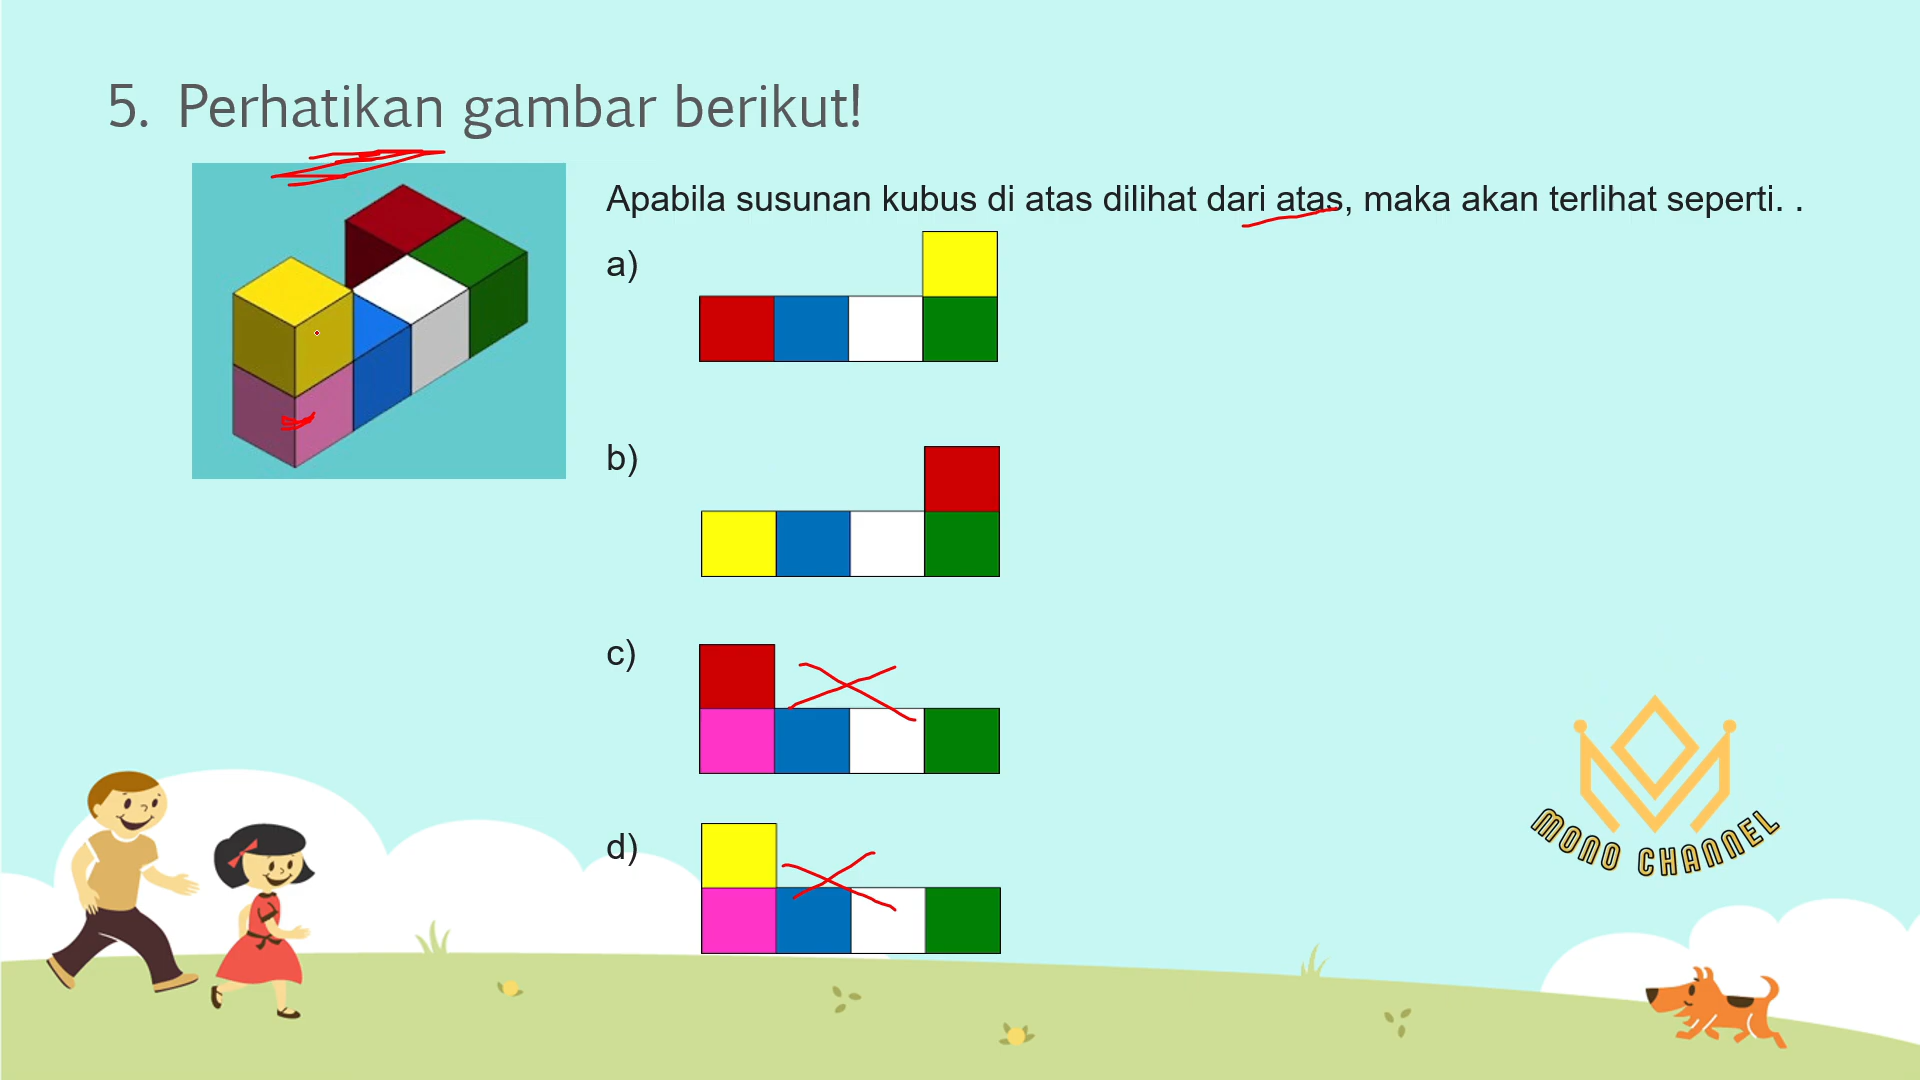 5. Perhatikan gambar berikut!
Apabila susunan kubus di atas dilihat dari atas, maka akan terlihat seperti. .
a)
b)
c)
d)
MONO CHANNEL